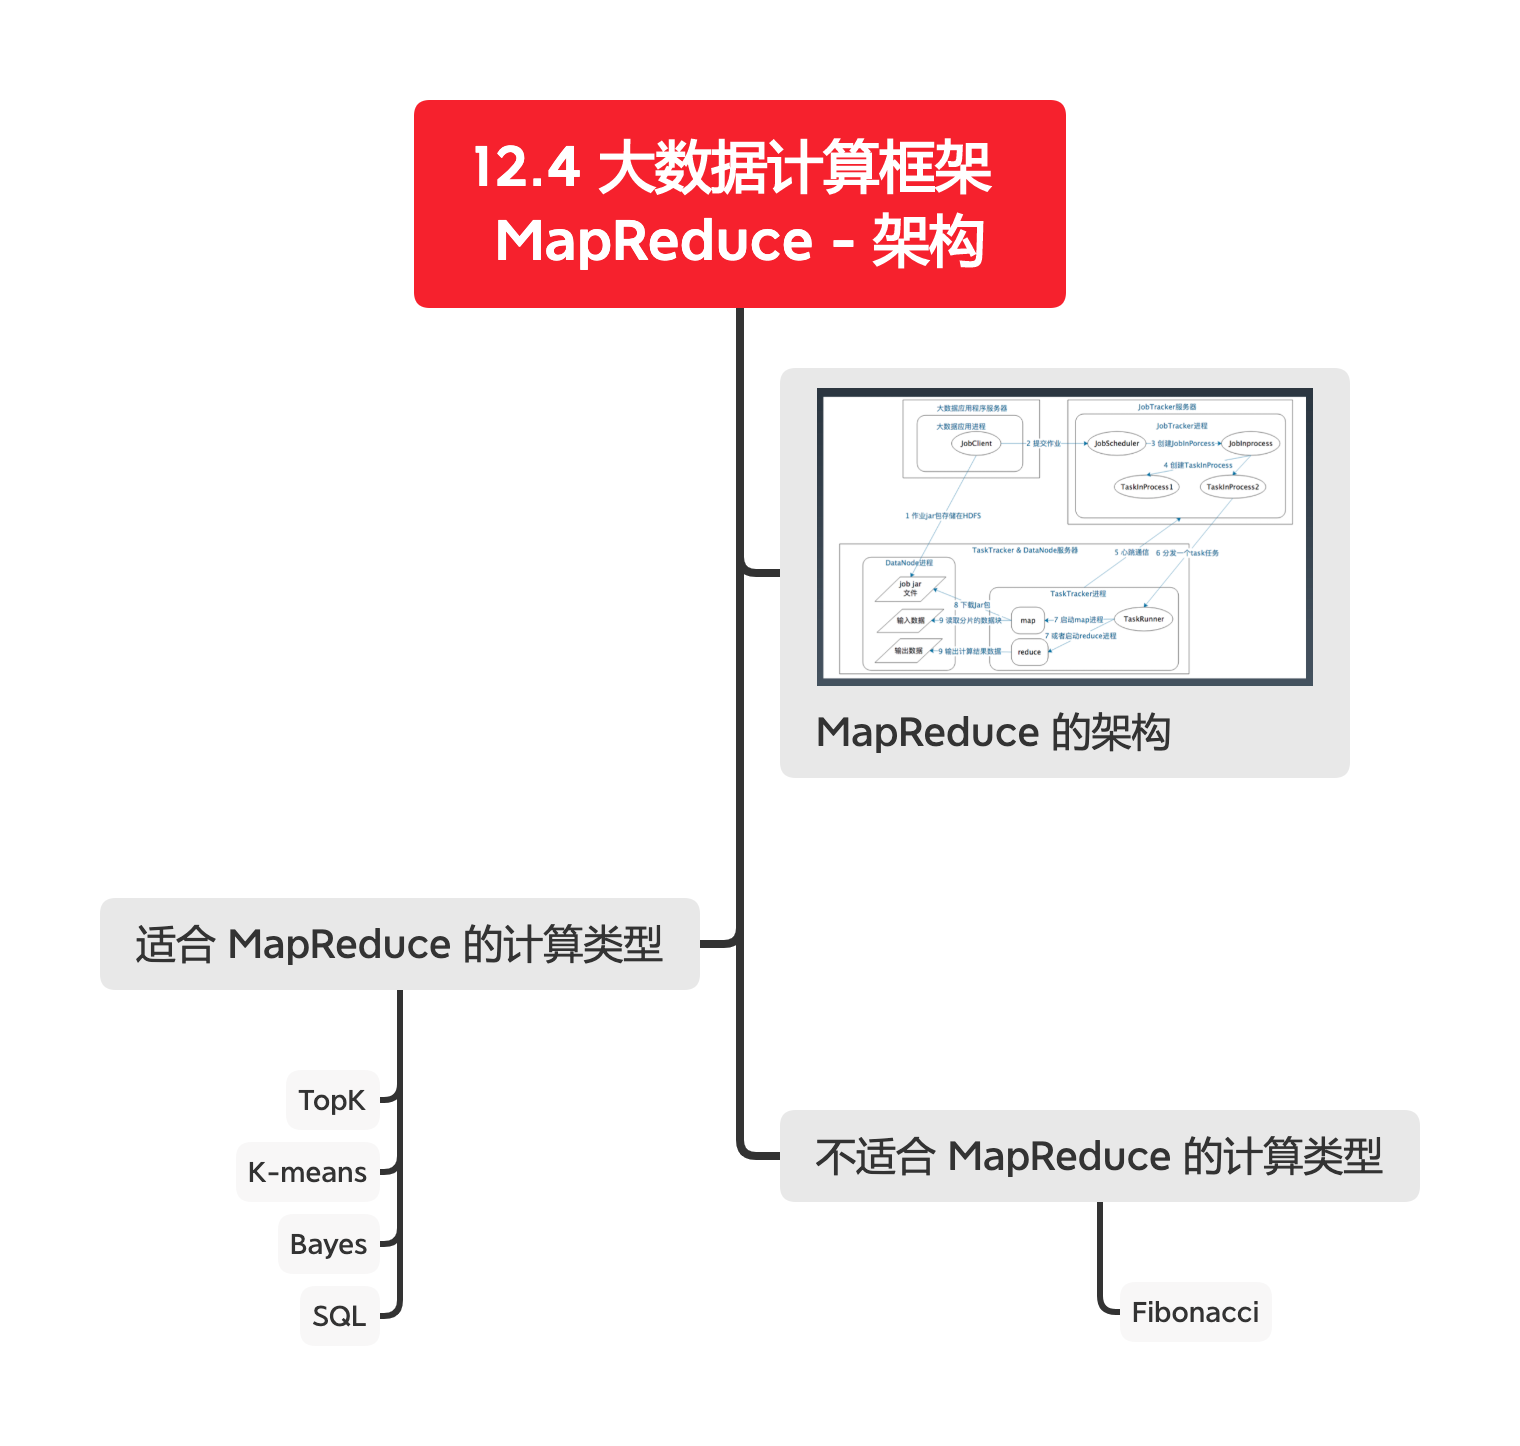 12.4 大数据计算框架
MapReduce - 架构
大数据应用程序服务器
大数据应用进程
JobClient
2 提交作业
JobTracker服务器
JobTracker进程
JobScheduler
3 创建JobInPorcess
JobInprocess
4 创建TaskInProcess
TaskInProcess1
TaskInProcess2
1 作业jar包存储在HDFS
TaskTracker & DataNode服务器
5 心跳通信
6 分发一个task任务
DataNode进程
job jar
文件
TaskTracker进程
8 下载Jar包
输入数据
9 读取分片的数据块
map
7 启动map进程
TaskRunner
7 或者启动reduce进程
输出数据
9 输出计算结果数据
reduce
MapReduce 的架构
适合 MapReduce 的计算类型
TopK
K-means
Bayes
SQL
不适合 MapReduce 的计算类型
Fibonacci